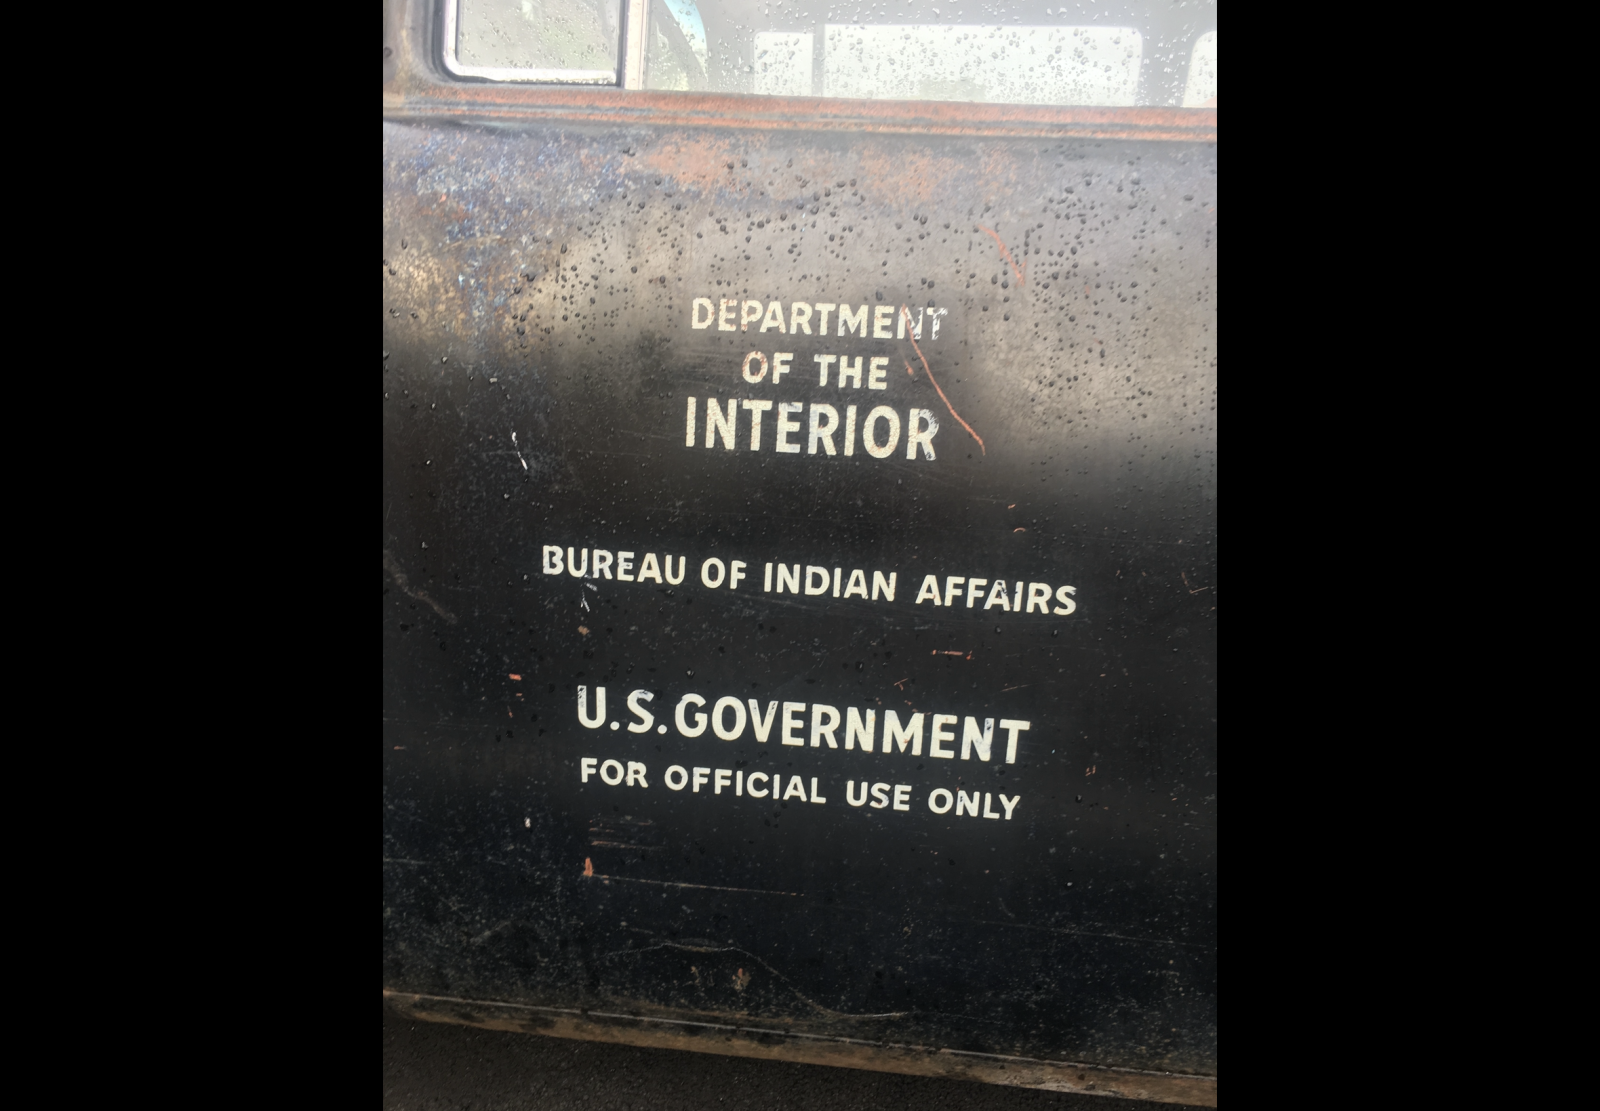 DEPARTMENT
OF THE
INTERIOR
BUREAU OF INDIAN AFFAIRS
U.S. GOVERNMENT
FOR OFFICIAL USE ONLY